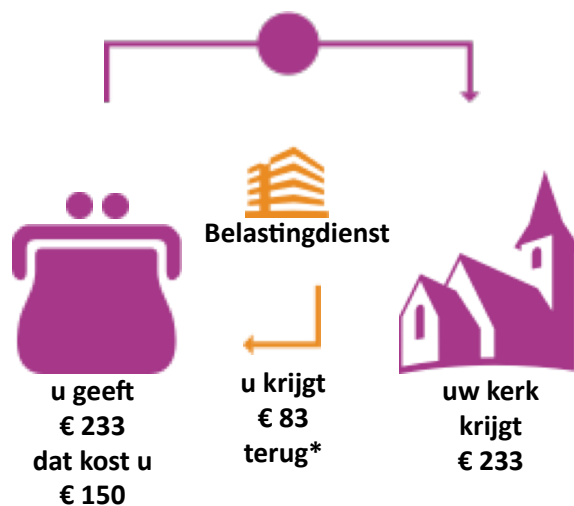 Belastingdienst
u geeft
€ 233
dat kost u
€ 150
u krijgt
€ 83
terug*
uw kerk
krijgt
€ 233